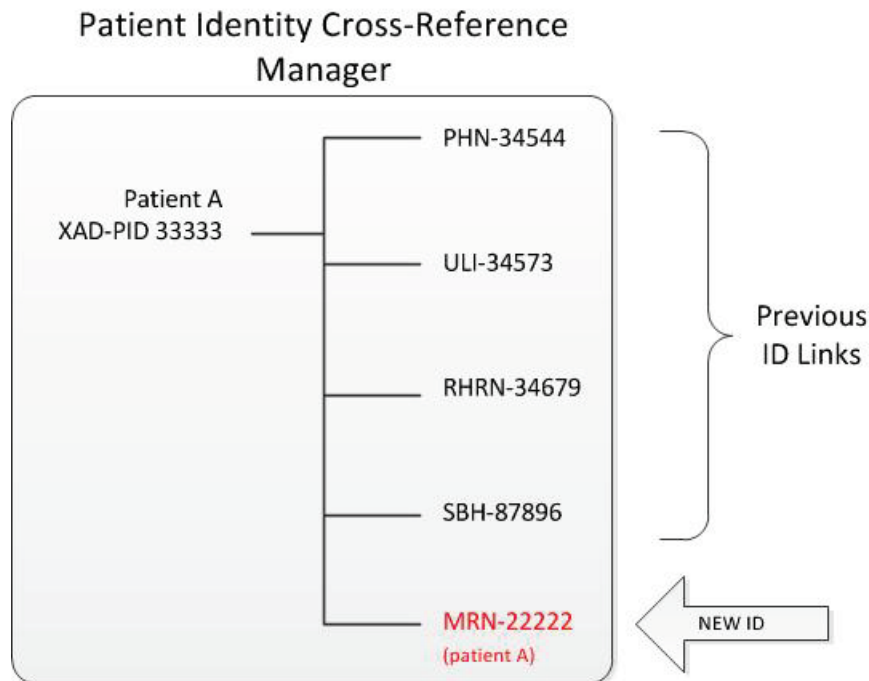 Patient Identity Cross-Reference
Manager
PHN-34544
Patient A
XAD-PID 33333
ULI-34573
Previous
ID Links
RHRN-34679
SBH-87896
MRN-22222
(patient A)
NEW ID